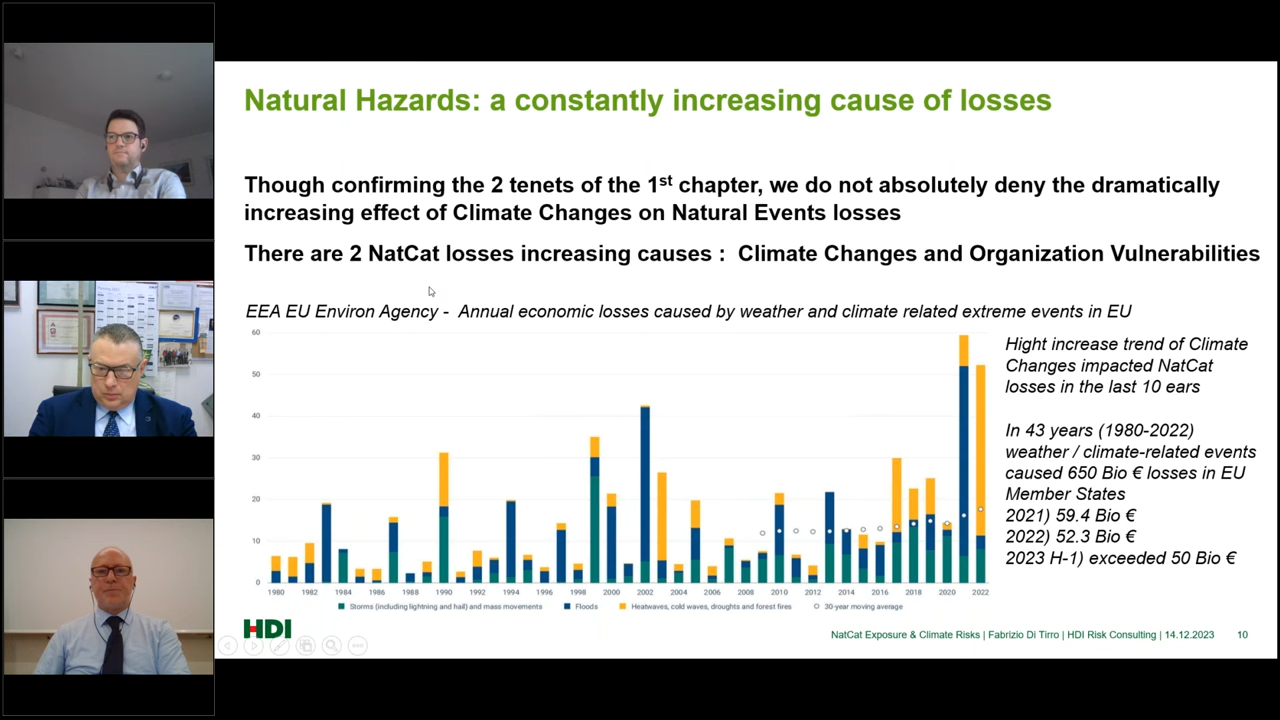 Natural Hazards: a constantly increasing cause of losses
Though confirming the 2 tenets of the 1st chapter, we do not absolutely deny the dramatically
increasing effect of Climate Changes on Natural Events losses
There are 2 NatCat losses increasing causes : Climate Changes and Organization Vulnerabilities
EEA EU Environ Agency - Annual economic losses caused by weather and climate related extreme events in EU
60
50
40
30
20
10
0
1980 1982 1984 1986 1988 1990 1992 1994 1996 1998 2000 2002 2004 2006 2008 2010 2012 2014 2016 2018 2020 2022
Storms (including lightning and hail) and mass movements Floods Heatwaves, cold waves, droughts and forest fires 30-year moving average
Hight increase trend of Climate
Changes impacted NatCat
losses in the last 10 ears
In 43 years (1980-2022)
weather / climate-related events
caused 650 Bio € losses in EU
Member States
2021) 59.4 Bio €
2022) 52.3 Bio €
2023 H-1) exceeded 50 Bio €
HDI
NatCat Exposure & Climate Risks | Fabrizio Di Tirro | HDI Risk Consulting | 14.12.2023 10